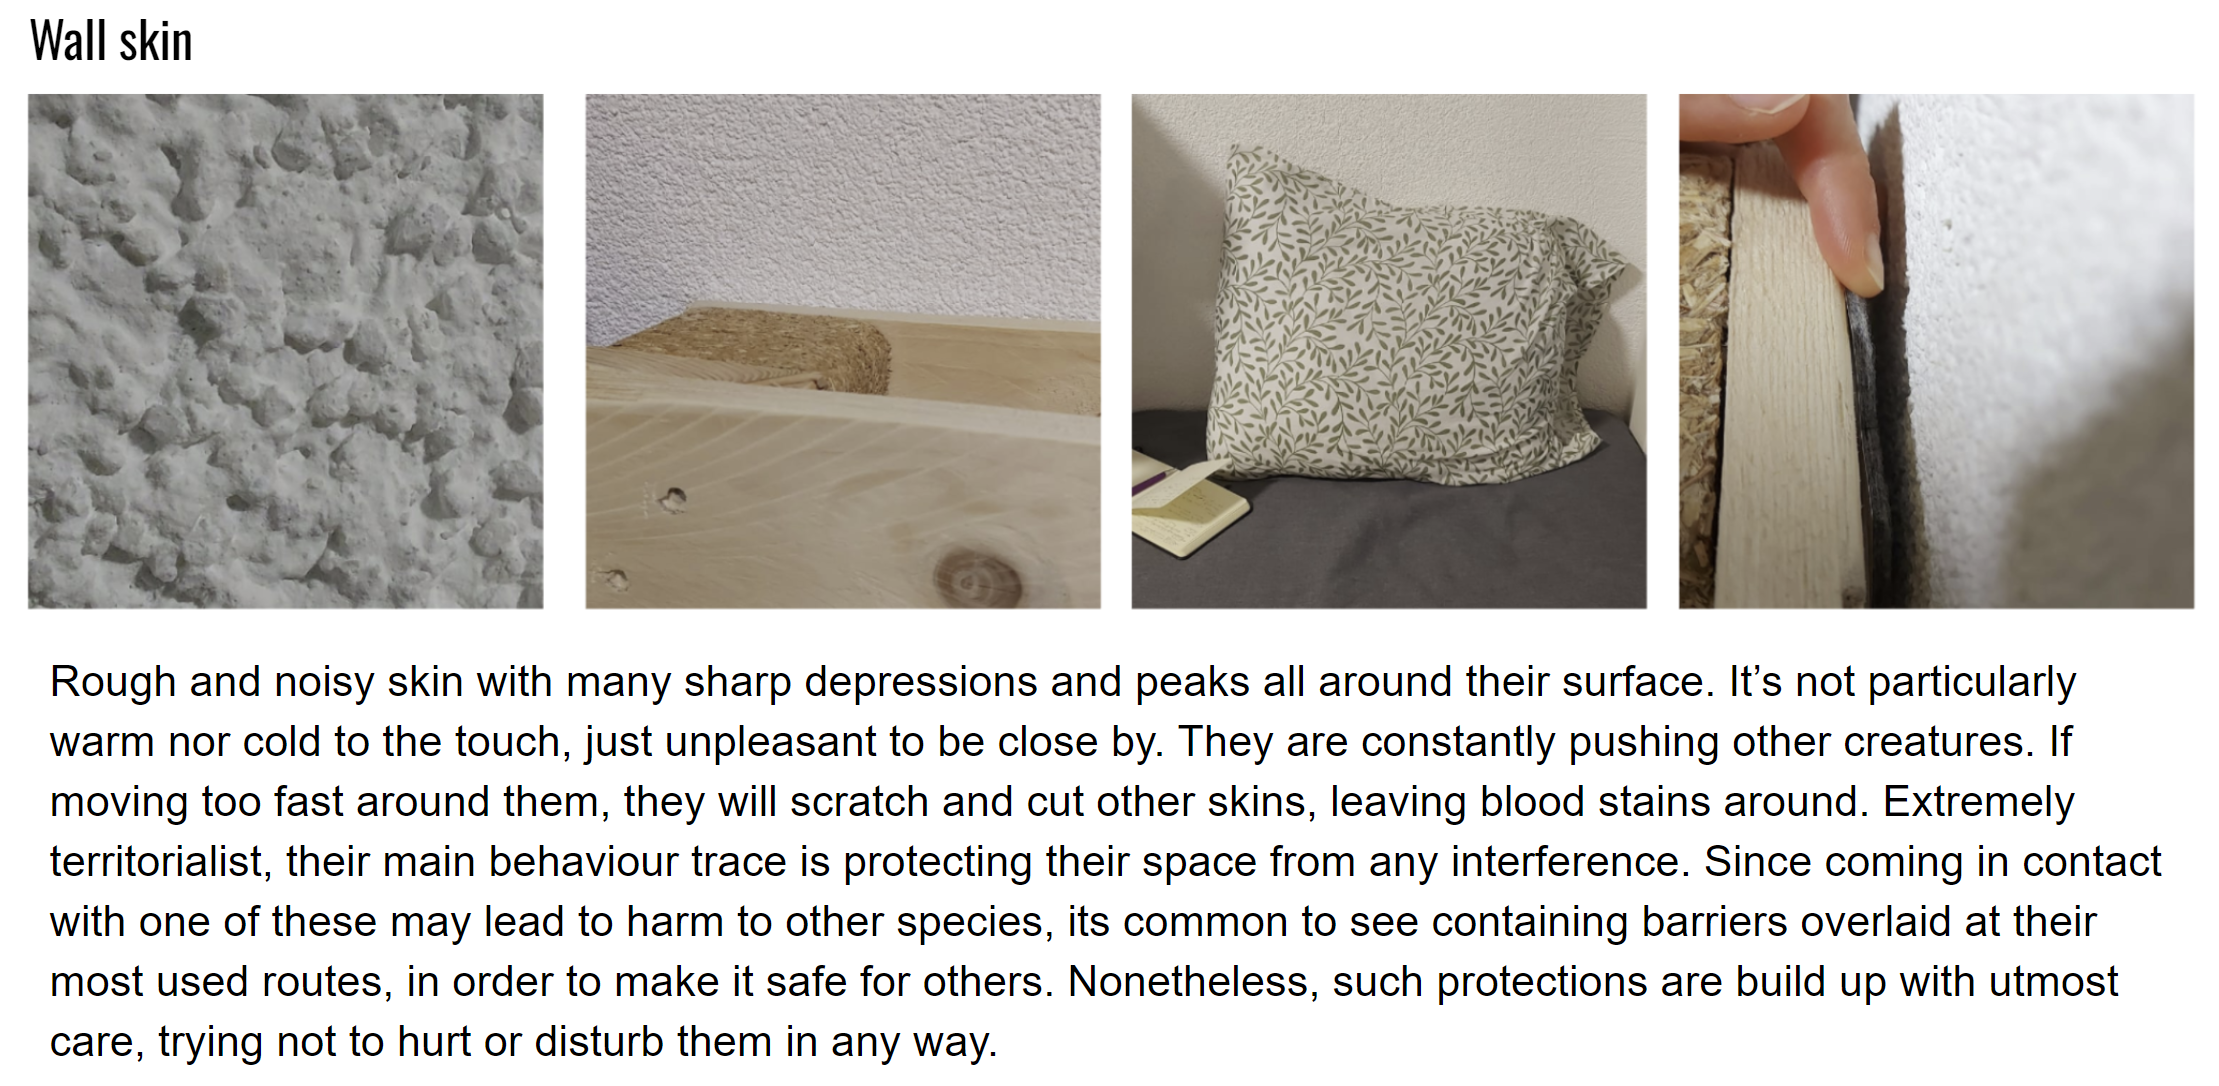 Wall skin
Rough and noisy skin with many sharp depressions and peaks all around their surface. It’s not particularly
warm nor cold to the touch, just unpleasant to be close by. They are constantly pushing other creatures. If
moving too fast around them, they will scratch and cut other skins, leaving blood stains around. Extremely
territorialist, their main behaviour trace is protecting their space from any interference. Since coming in contact
with one of these may lead to harm to other species, its common to see containing barriers overlaid at their
most used routes, in order to make it safe for others. Nonetheless, such protections are build up with utmost
care, trying not to hurt or disturb them in any way.